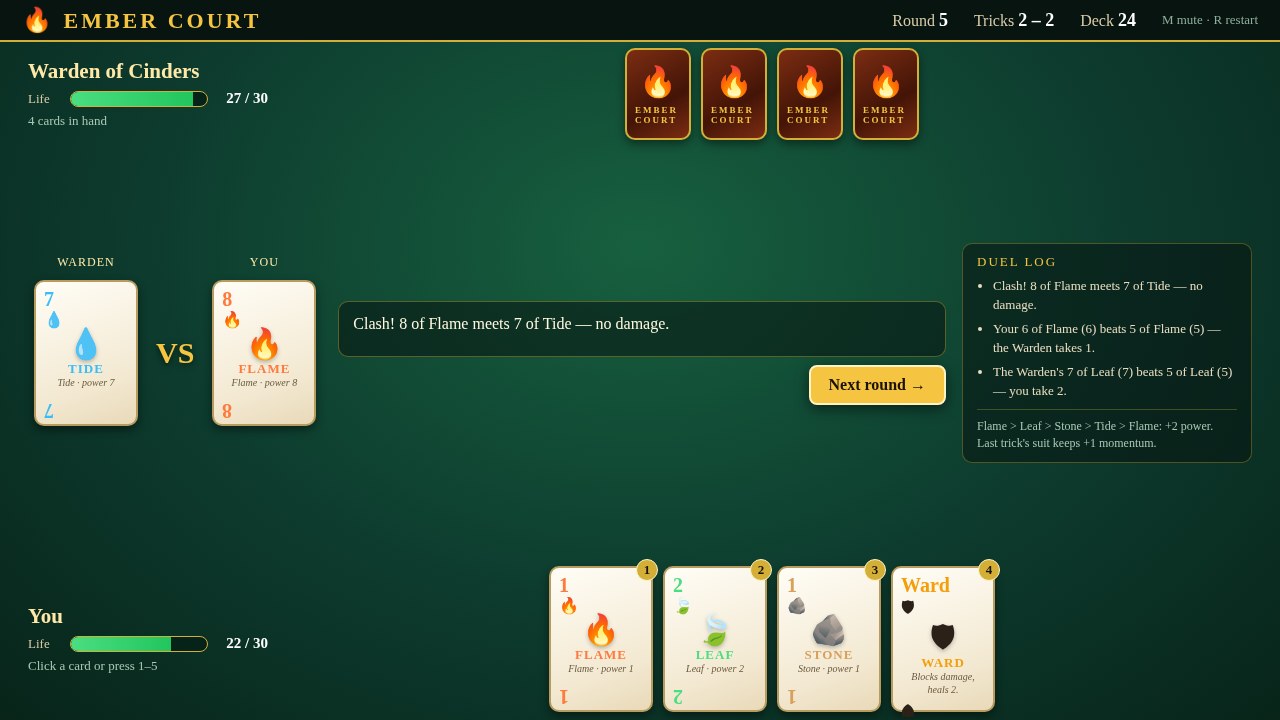 EMBER COURT
Round 5
Tricks 2 – 2
Deck 24
M mute · R restart
Warden of Cinders
Life 27 / 30
4 cards in hand
EMBER
COURT
EMBER
COURT
EMBER
COURT
EMBER
COURT
WARDEN
YOU
7
TIDE
Tide · power 7
7
VS
8
FLAME
Flame · power 8
8
Clash! 8 of Flame meets 7 of Tide — no damage.
Next round →
DUEL LOG
• Clash! 8 of Flame meets 7 of Tide — no
damage.
• Your 6 of Flame (6) beats 5 of Flame (5) —
the Warden takes 1.
• The Warden's 7 of Leaf (7) beats 5 of Leaf (5)
— you take 2.
Flame > Leaf > Stone > Tide > Flame: +2 power.
Last trick's suit keeps +1 momentum.
You
Life 22 / 30
Click a card or press 1–5
1
1
FLAME
Flame · power 1
1
2
2
LEAF
Leaf · power 2
2
3
1
STONE
Stone · power 1
1
4
Ward
WARD
Blocks damage,
heals 2.